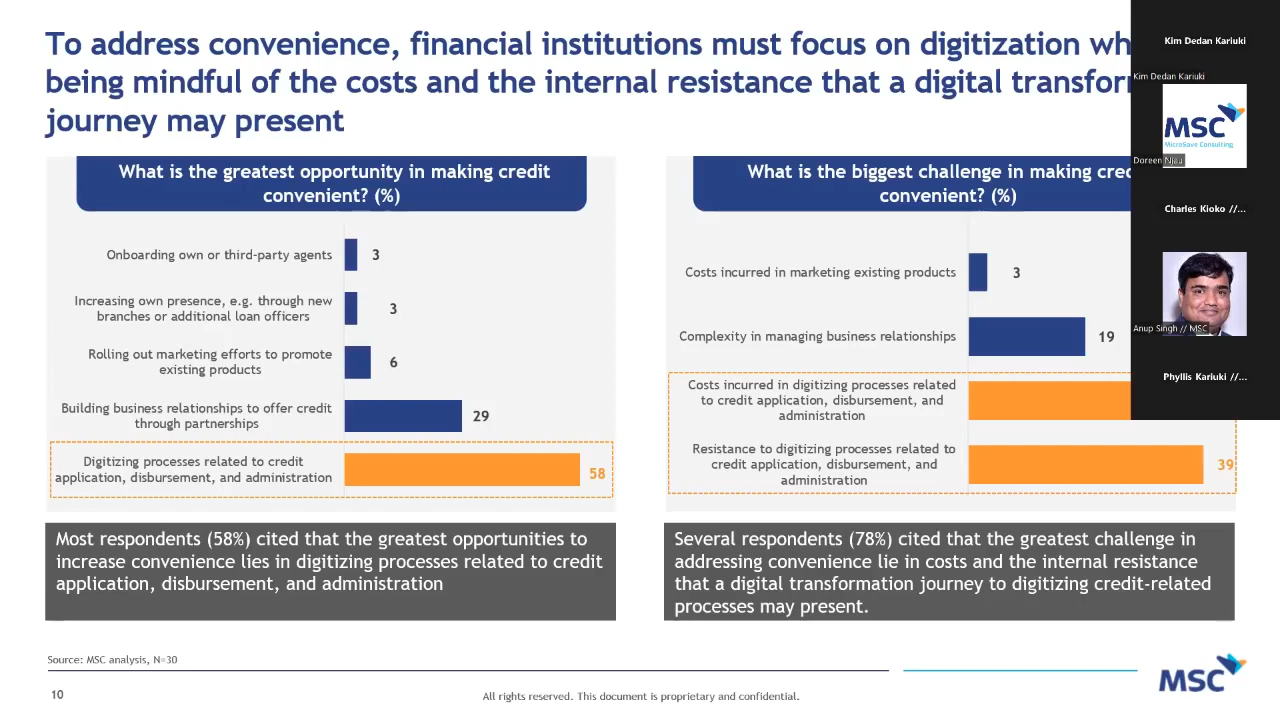 To address convenience, financial institutions must focus on digitization wh
being mindful of the costs and the internal resistance that a digital transfor
journey may present
What is the greatest opportunity in making credit
convenient? (%)
Onboarding own or third-party agents
3
Increasing own presence, e.g. through new
branches or additional loan officers
3
Rolling out marketing efforts to promote
existing products
6
Building business relationships to offer credit
through partnerships
29
Digitizing processes related to credit
application, disbursement, and administration
58
Most respondents (58%) cited that the greatest opportunities to
increase convenience lies in digitizing processes related to credit
application, disbursement, and administration
What is the biggest challenge in making cred
convenient? (%)
Costs incurred in marketing existing products
3
Complexity in managing business relationships
19
Costs incurred in digitizing processes related
to credit application, disbursement, and
administration
Resistance to digitizing processes related to
credit application, disbursement, and
administration
39
Several respondents (78%) cited that the greatest challenge in
addressing convenience lie in costs and the internal resistance
that a digital transformation journey to digitizing credit-related
processes may present.
Kim Dedan Kariuki
Kim Dedan Kariuki
MSC
MicroSave Consulting
Doreen Njau
Charles Kioko //...
Anup Singh // MSC
Phyllis Kariuki //...
Source: MSC analysis, N=30
10
All rights reserved. This document is proprietary and confidential.
MSC